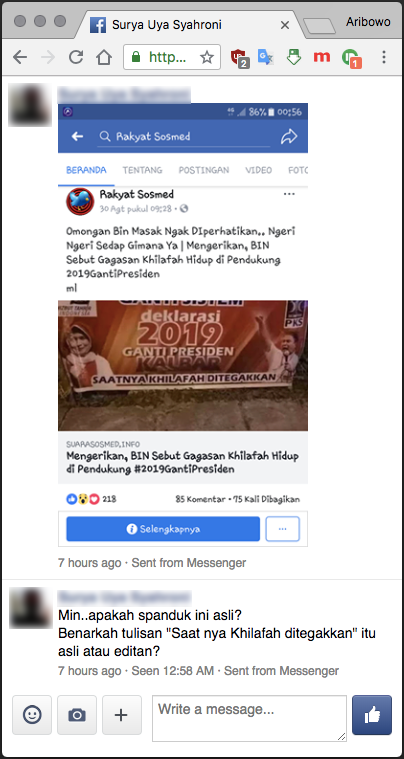 Surya Uya Syahroni
Aribowo
http...
2
1
86% 00:56
Rakyat Sosmed
BERANDA TENTANG POSTINGAN VIDEO FOTO
Rakyat Sosmed
30 Agt pukul 09:28
Omongan Bin Masak Ngak DIperhatikan.. Ngeri
Ngeri Sedap Gimana Ya | Mengerikan, BIN
Sebut Gagasan Khilafah Hidup di Pendukung
2019GantiPresiden
ml
GANTI SISTEM
deklarasi
2019
GANTI PRESIDEN
KALBAR
SAATNYA KHILAFAH DITEGAKKAN
PKS
SUARASOSMED.INFO
Mengerikan, BIN Sebut Gagasan Khilafah Hidup
di Pendukung #2019GantiPresiden
218 85 Komentar • 75 Kali Dibagikan
Selengkapnya
7 hours ago · Sent from Messenger
Min..apakah spanduk ini asli?
Benarkah tulisan "Saat nya Khilafah ditegakkan" itu
asli atau editan?
7 hours ago · Seen 12:58 AM · Sent from Messenger
Write a message...